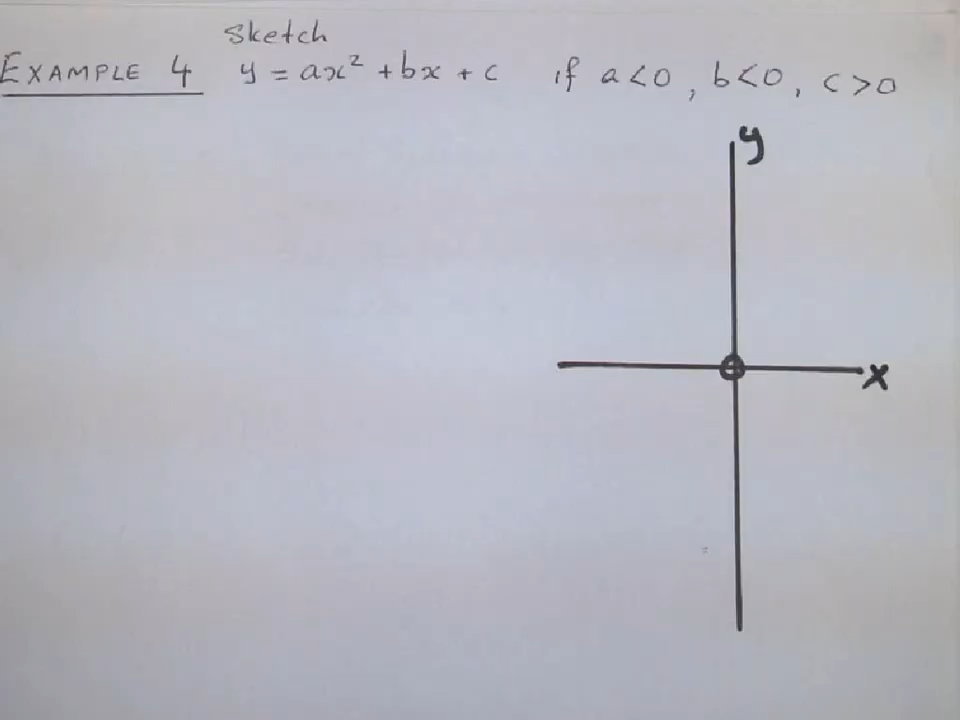 Sketch
EXAMPLE 4 y = ax² + bx + c if a<0, b<0, c>0
y
x